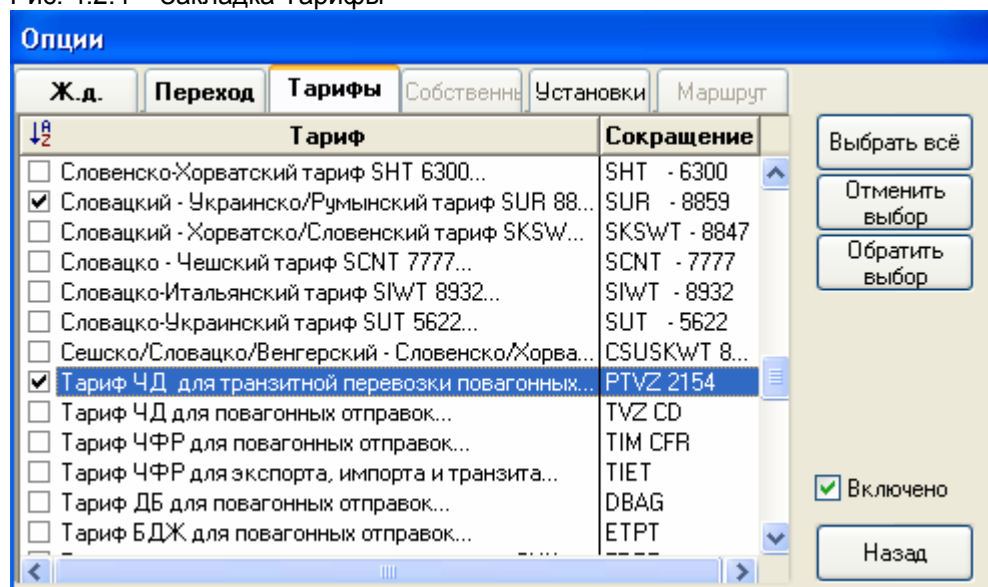 Рис. 4.2.4 – Закладка Тарифы
Опции
Ж.д. Переход Тарифы Собственнь Установки Маршрут
Тариф Сокращение
Словенско-Хорватский тариф SHT 6300... SHT - 6300
Словацкий - Украинско/Румынский тариф SUR 88... SUR - 8859
Словацкий - Хорватско/Словенский тариф SKSW... SKSWT - 8847
Словацко - Чешский тариф SCNT 7777... SCNT - 7777
Словацко-Итальянский тариф SIWT 8932... SIWT - 8932
Словацко-Украинский тариф SUT 5622... SUT - 5622
Сешско/Словацко/Венгерский - Словенско/Хорва... CSUSKWT 8...
Тариф ЧД для транзитной перевозки повагонных... PTVZ 2154
Тариф ЧД для повагонных отправок... TVZ CD
Тариф ЧФР для повагонных отправок... TIM CFR
Тариф ЧФР для экспорта, импорта и транзита... TIET
Тариф ДБ для повагонных отправок... DBAG
Тариф БДЖ для повагонных отправок... ETPT
Выбрать всё
Отменить
выбор
Обратить
выбор
Включено
Назад